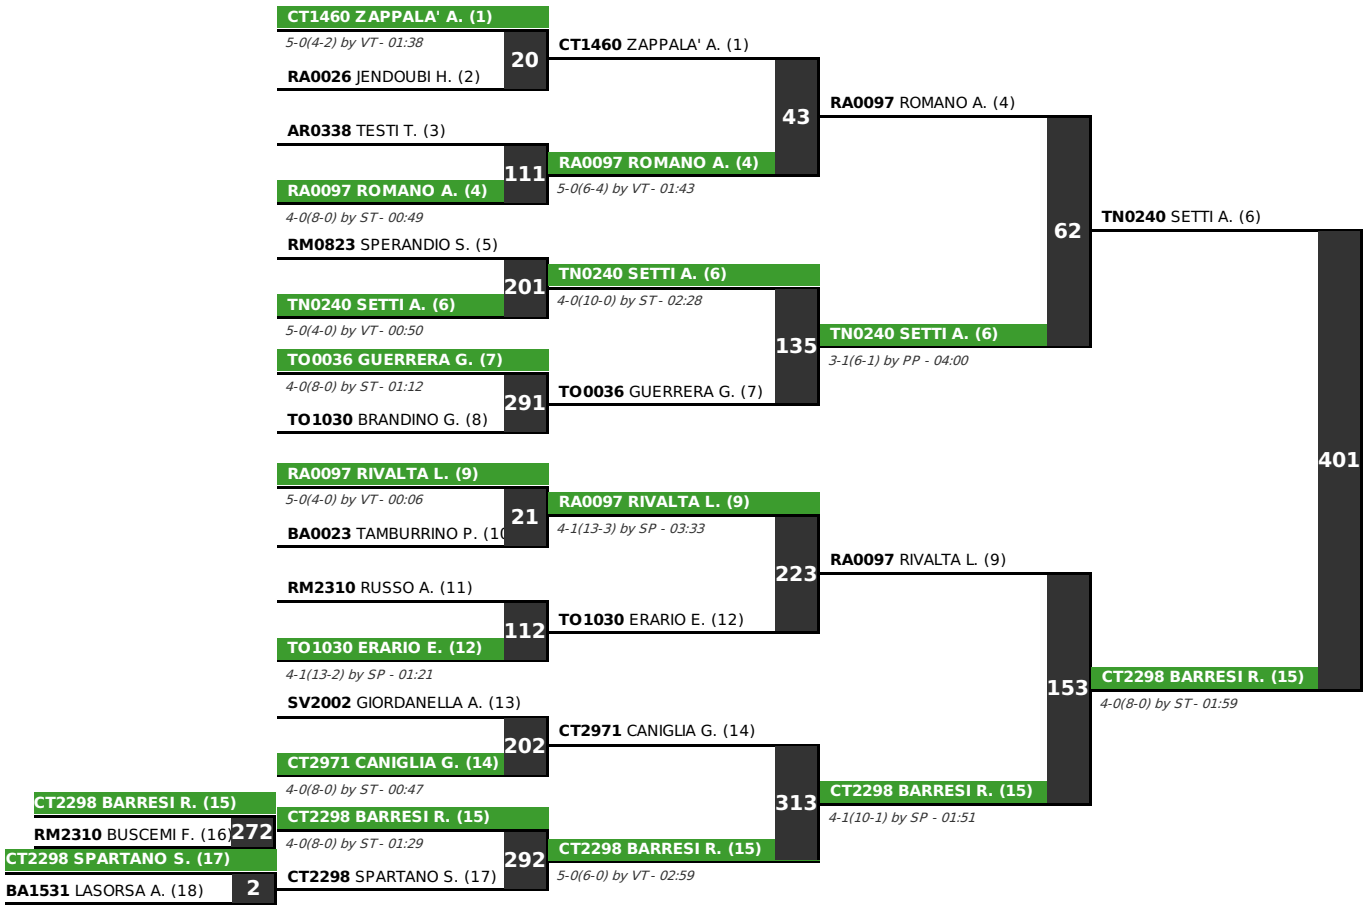 CT1460 ZAPPALA' A. (1)
5-0(4-2) by VT - 01:38
20
RA0026 JENDOUBI H. (2)
AR0338 TESTI T. (3)
111
RA0097 ROMANO A. (4)
4-0(8-0) by ST - 00:49
RM0823 SPERANDIO S. (5)
201
TN0240 SETTI A. (6)
5-0(4-0) by VT - 00:50
TO0036 GUERRERA G. (7)
4-0(8-0) by ST - 01:12
291
TO1030 BRANDINO G. (8)
RA0097 RIVALTA L. (9)
5-0(4-0) by VT - 00:06
21
BA0023 TAMBURRINO P. (10
RM2310 RUSSO A. (11)
112
TO1030 ERARIO E. (12)
4-1(13-2) by SP - 01:21
SV2002 GIORDANELLA A. (13)
202
CT2971 CANIGLIA G. (14)
4-0(8-0) by ST - 00:47
CT2298 BARRESI R. (15)
RM2310 BUSCEMI F. (16)
272
CT2298 SPARTANO S. (17)
BA1531 LASORSA A. (18)
2
CT2298 BARRESI R. (15)
4-0(8-0) by ST - 01:29
292
CT2298 SPARTANO S. (17)
CT1460 ZAPPALA' A. (1)
43
RA0097 ROMANO A. (4)
5-0(6-4) by VT - 01:43
TN0240 SETTI A. (6)
4-0(10-0) by ST - 02:28
135
TO0036 GUERRERA G. (7)
RA0097 RIVALTA L. (9)
4-1(13-3) by SP - 03:33
223
TO1030 ERARIO E. (12)
CT2971 CANIGLIA G. (14)
313
CT2298 BARRESI R. (15)
5-0(6-0) by VT - 02:59
RA0097 ROMANO A. (4)
62
TN0240 SETTI A. (6)
3-1(6-1) by PP - 04:00
RA0097 RIVALTA L. (9)
153
CT2298 BARRESI R. (15)
4-1(10-1) by SP - 01:51
TN0240 SETTI A. (6)
401
CT2298 BARRESI R. (15)
4-0(8-0) by ST - 01:59